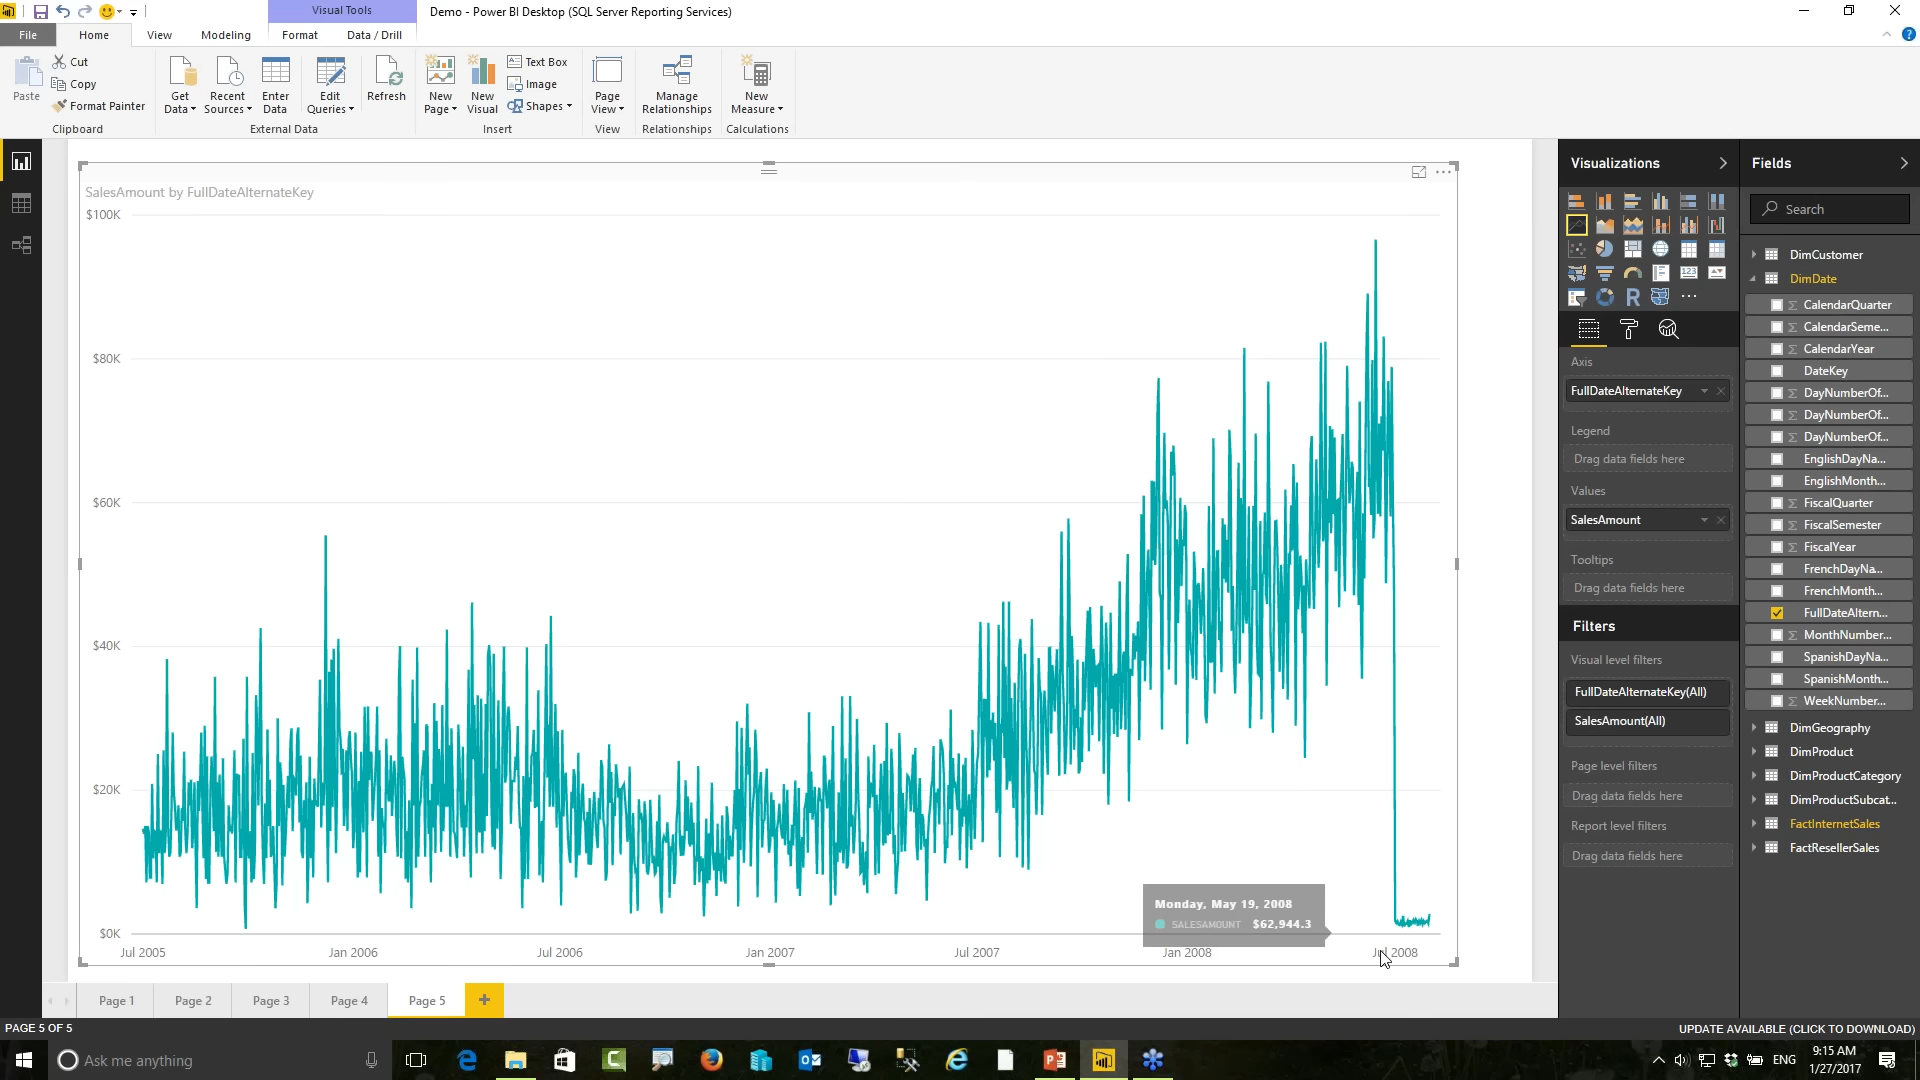 Visual Tools
Demo - Power BI Desktop (SQL Server Reporting Services)
File
Home
View
Modeling
Format
Data / Drill
Paste
Cut
Copy
Format Painter
Clipboard
Get Data
Recent Sources
Enter Data
Edit Queries
Refresh
External Data
New Page
New Visual
Text Box
Image
Shapes
Insert
Page View
View
Manage Relationships
Relationships
New Measure
Calculations
SalesAmount by FullDateAlternateKey
$100K
$80K
$60K
$40K
$20K
$0K
Jul 2005
Jan 2006
Jul 2006
Jan 2007
Jul 2007
Jan 2008
Jul 2008
Monday, May 19, 2008
SALESAMOUNT $62,944.3
Visualizations
R
123
Axis
FullDateAlternateKey
Legend
Drag data fields here
Values
SalesAmount
Tooltips
Drag data fields here
Filters
Visual level filters
FullDateAlternateKey(All)
SalesAmount(All)
Page level filters
Drag data fields here
Report level filters
Drag data fields here
Fields
Search
DimCustomer
DimDate
Σ CalendarQuarter
Σ CalendarSeme...
Σ CalendarYear
DateKey
Σ DayNumberOf...
Σ DayNumberOf...
Σ DayNumberOf...
EnglishDayNa...
EnglishMonth...
Σ FiscalQuarter
Σ FiscalSemester
Σ FiscalYear
FrenchDayNa...
FrenchMonth...
FullDateAltern...
Σ MonthNumber...
SpanishDayNa...
SpanishMonth...
Σ WeekNumber...
DimGeography
DimProduct
DimProductCategory
DimProductSubcat...
FactInternetSales
FactResellerSales
Page 1
Page 2
Page 3
Page 4
Page 5
PAGE 5 OF 5
UPDATE AVAILABLE (CLICK TO DOWNLOAD)
Ask me anything
ENG
9:15 AM
1/27/2017